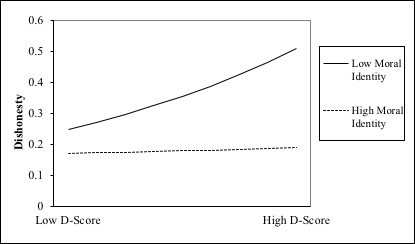 0.6
0.5
0.4
0.3
0.2
0.1
0
Dishonesty
Low D-Score
High D-Score
Low Moral
Identity
High Moral
Identity